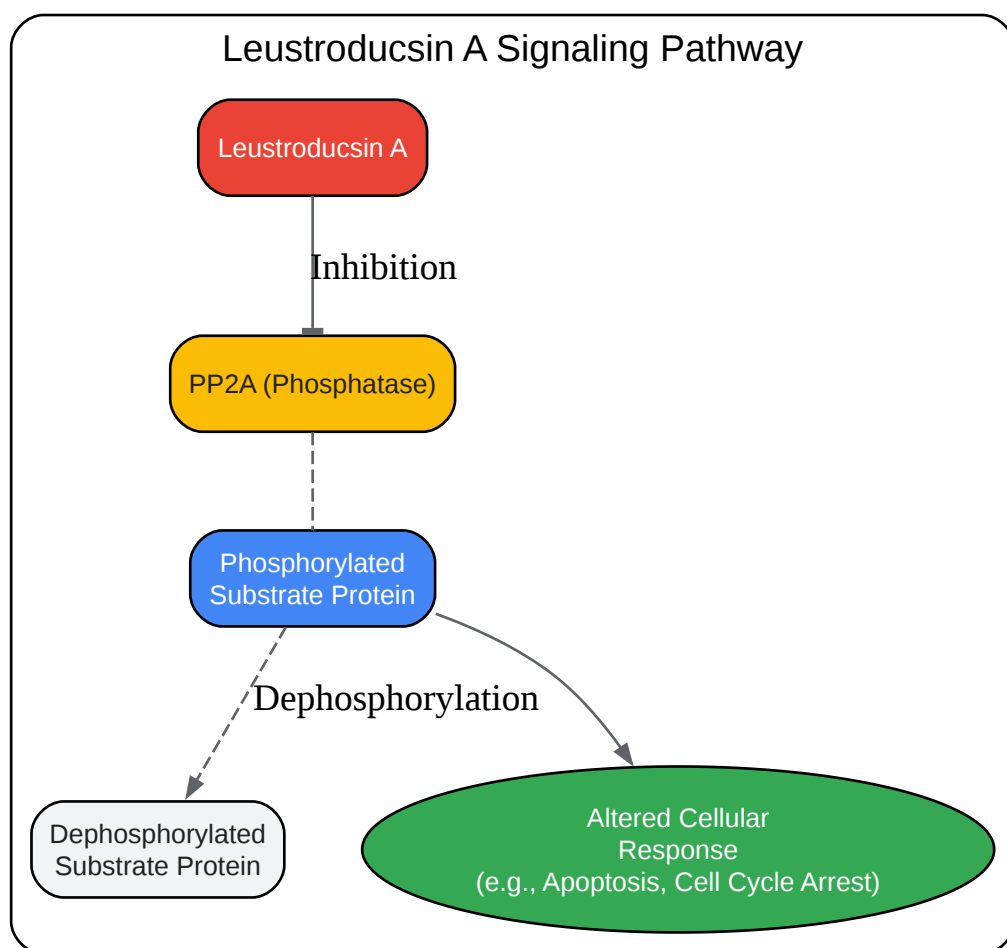 Leustroducsin A Signaling Pathway
Leustroducsin A
Inhibition
PP2A (Phosphatase)
Phosphorylated
Substrate Protein
Dephosphorylation
Dephosphorylated
Substrate Protein
Altered Cellular
Response
(e.g., Apoptosis, Cell Cycle Arrest)